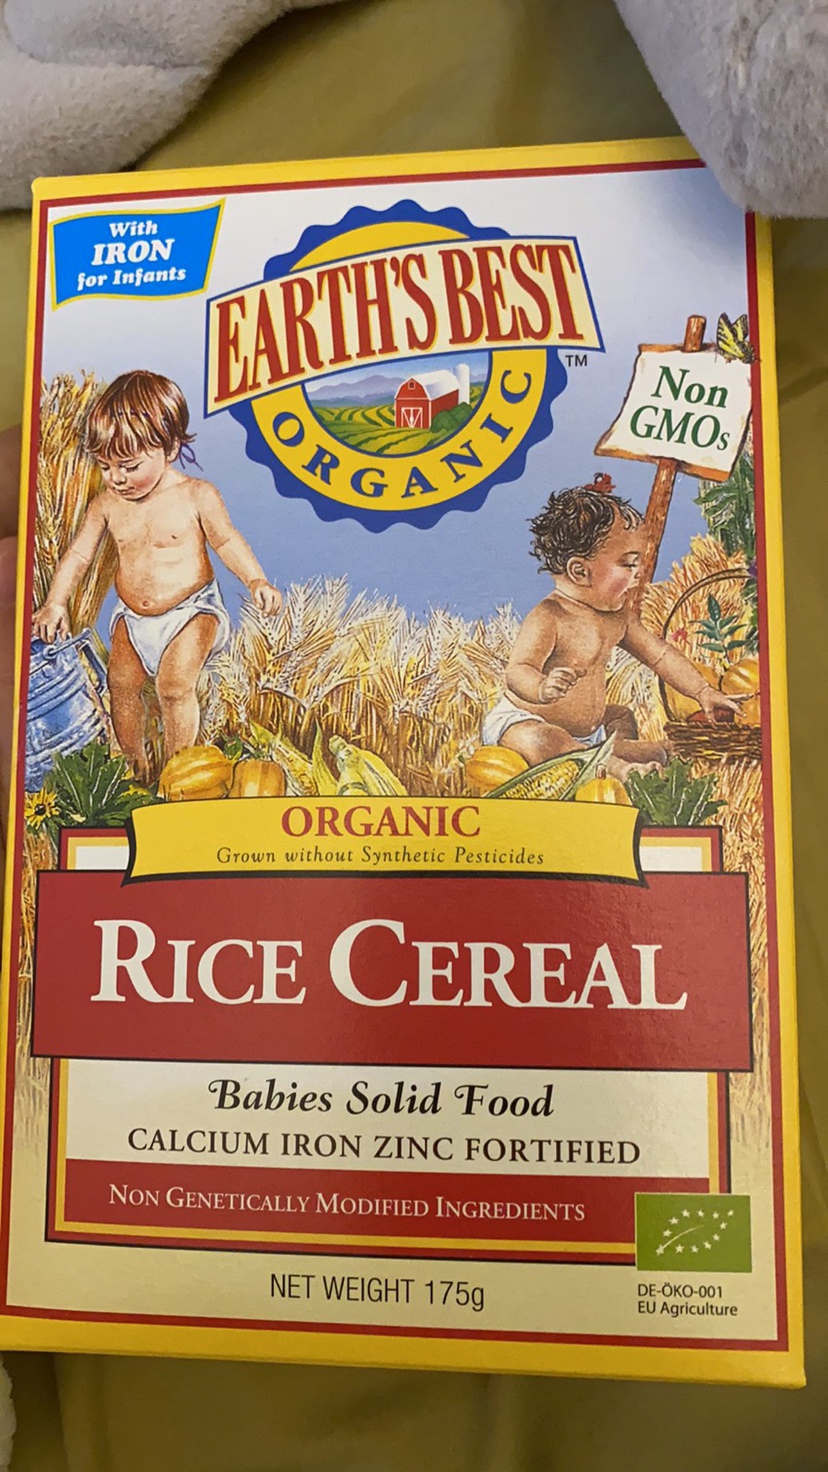 With
IRON
for Infants
EARTH'S BEST
TM
ORGANIC
Non
GMOs
ORGANIC
Grown without Synthetic Pesticides
RICE CEREAL
Babies Solid Food
CALCIUM IRON ZINC FORTIFIED
NON GENETICALLY MODIFIED INGREDIENTS
NET WEIGHT 175g
DE-ÖKO-001
EU Agriculture